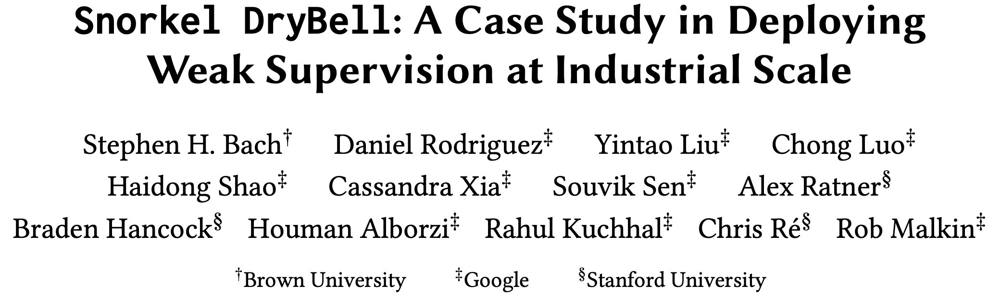 Snorkel DryBell: A Case Study in Deploying
Weak Supervision at Industrial Scale
Stephen H. Bach† Daniel Rodriguez‡ Yintao Liu‡ Chong Luo‡
Haidong Shao‡ Cassandra Xia‡ Souvik Sen‡ Alex Ratner§
Braden Hancock§ Houman Alborzi‡ Rahul Kuchhal‡ Chris Ré§ Rob Malkin‡
†Brown University ‡Google §Stanford University